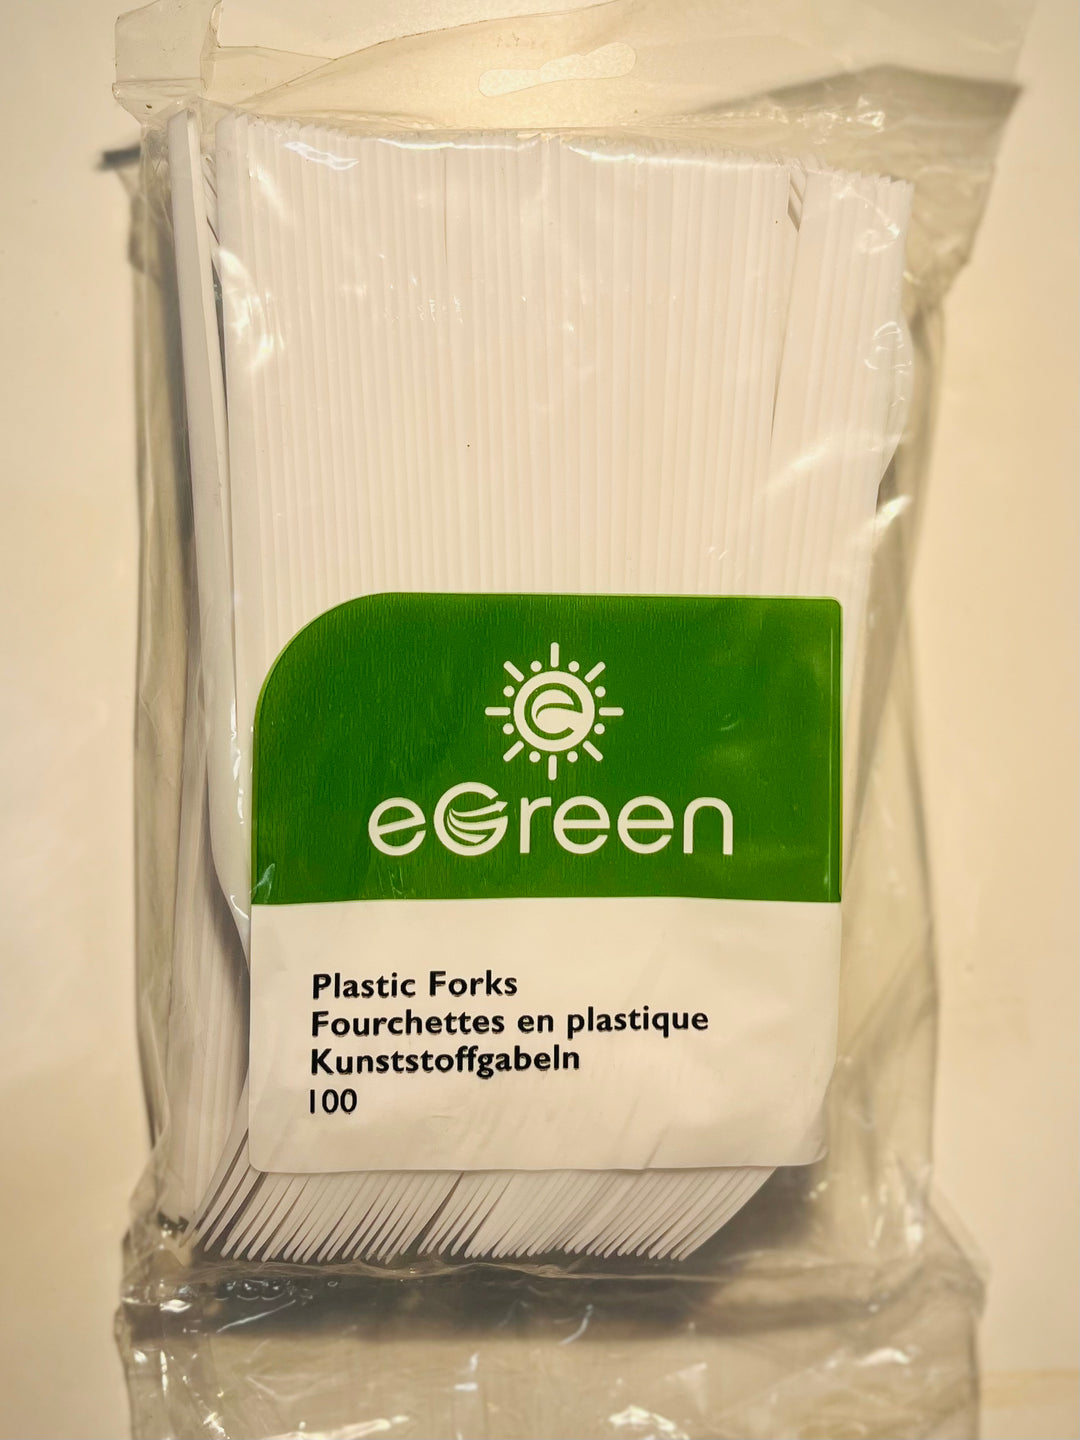 eGreen
Plastic Forks
Fourchettes en plastique
Kunststoffgabeln
100